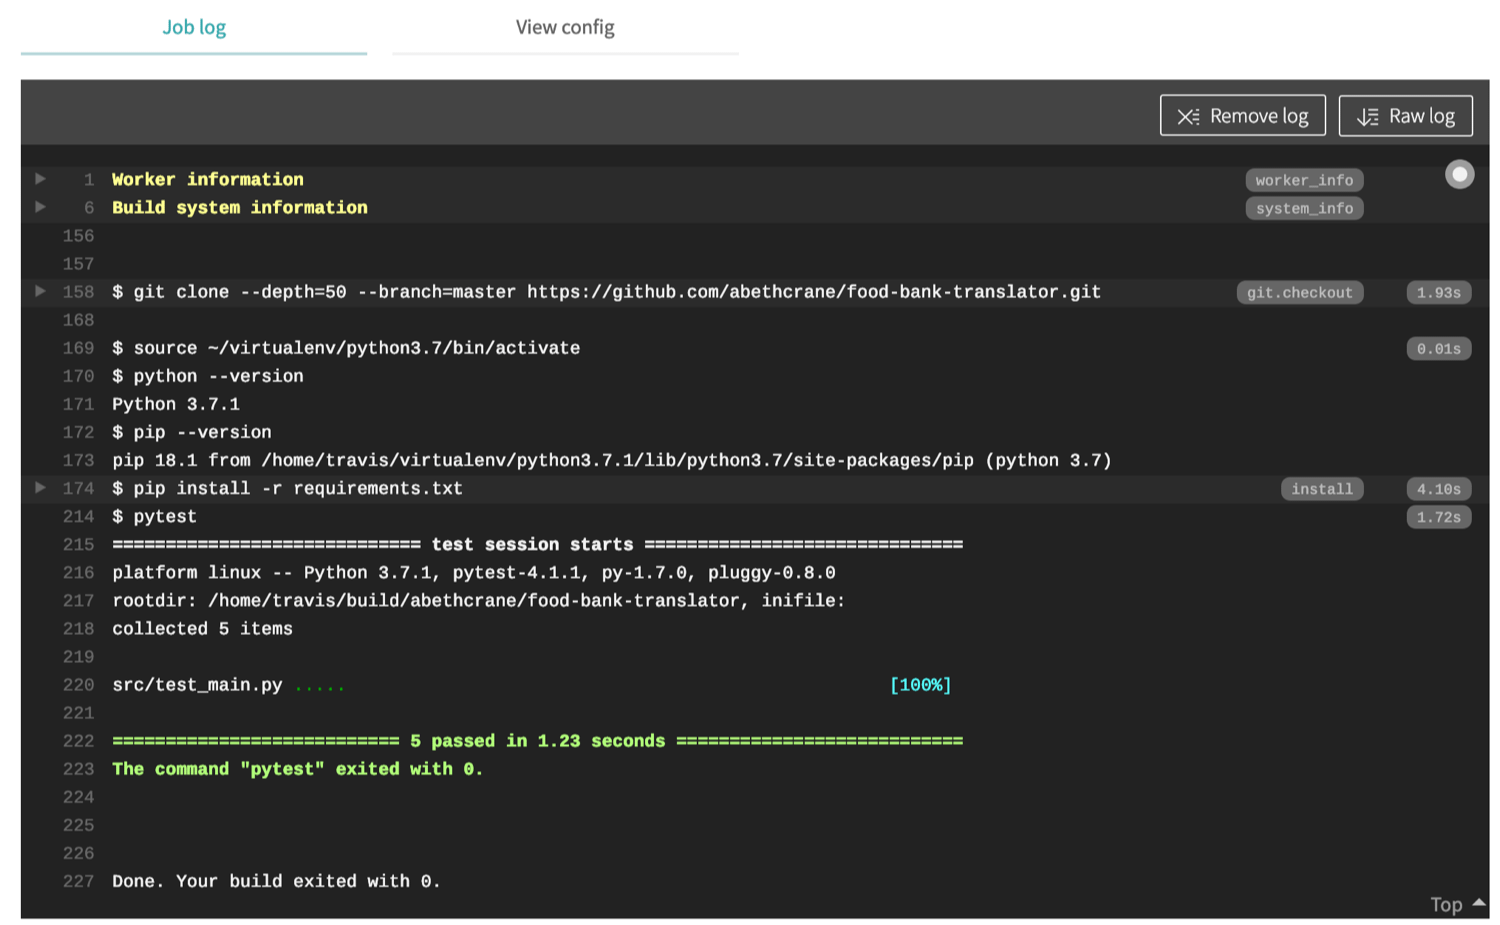 Job log
View config
Remove log
Raw log
1 Worker information worker_info
6 Build system information system_info
156
157
158 $ git clone --depth=50 --branch=master https://github.com/abethcrane/food-bank-translator.git git.checkout 1.93s
168
169 $ source ~/virtualenv/python3.7/bin/activate 0.01s
170 $ python --version
171 Python 3.7.1
172 $ pip --version
173 pip 18.1 from /home/travis/virtualenv/python3.7.1/lib/python3.7/site-packages/pip (python 3.7)
174 $ pip install -r requirements.txt install 4.10s
214 $ pytest 1.72s
215 ============================= test session starts ==============================
216 platform linux -- Python 3.7.1, pytest-4.1.1, py-1.7.0, pluggy-0.8.0
217 rootdir: /home/travis/build/abethcrane/food-bank-translator, inifile:
218 collected 5 items
219
220 src/test_main.py ..... [100%]
221
222 =========================== 5 passed in 1.23 seconds ===========================
223 The command "pytest" exited with 0.
224
225
226
227 Done. Your build exited with 0.
Top